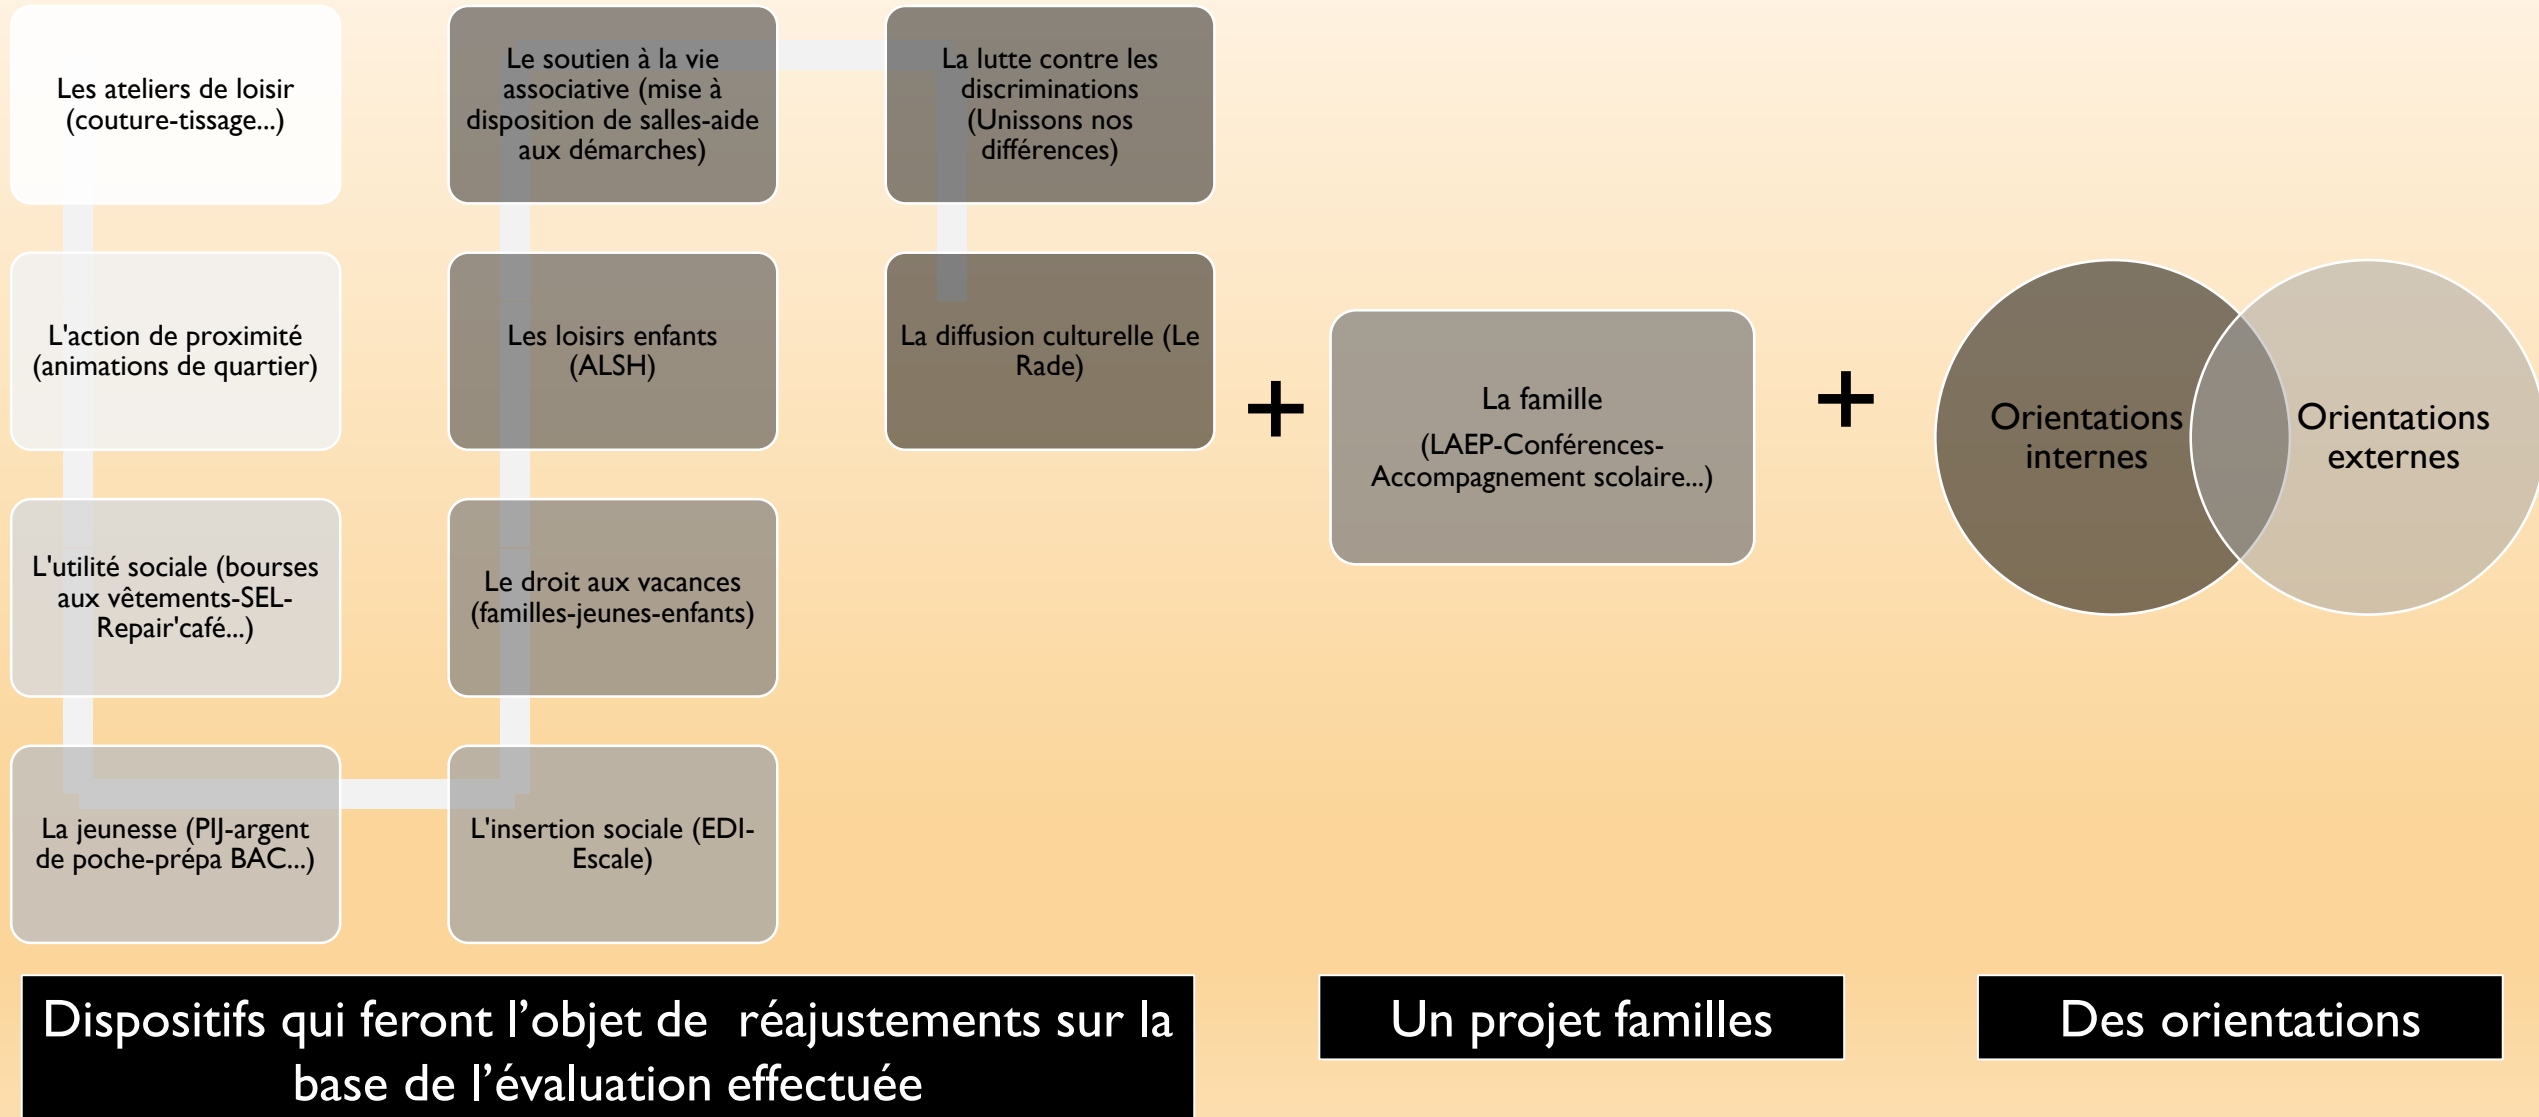 Les ateliers de loisir
(couture-tissage...)
L'action de proximité
(animations de quartier)
L'utilité sociale (bourses
aux vêtements-SEL-
Repair'café...)
La jeunesse (PIJ-argent
de poche-prépa BAC...)
L'insertion sociale (EDI-
Escale)
Le droit aux vacances
(familles-jeunes-enfants)
Les loisirs enfants
(ALSH)
Le soutien à la vie
associative (mise à
disposition de salles-aide
aux démarches)
La lutte contre les
discriminations
(Unissons nos
différences)
La diffusion culturelle (Le
Rade)
+
La famille
(LAEP-Conférences-
Accompagnement scolaire...)
+
Orientations
internes
Orientations
externes
Dispositifs qui feront l’objet de  réajustements sur la
base de l’évaluation effectuée
Un projet familles
Des orientations